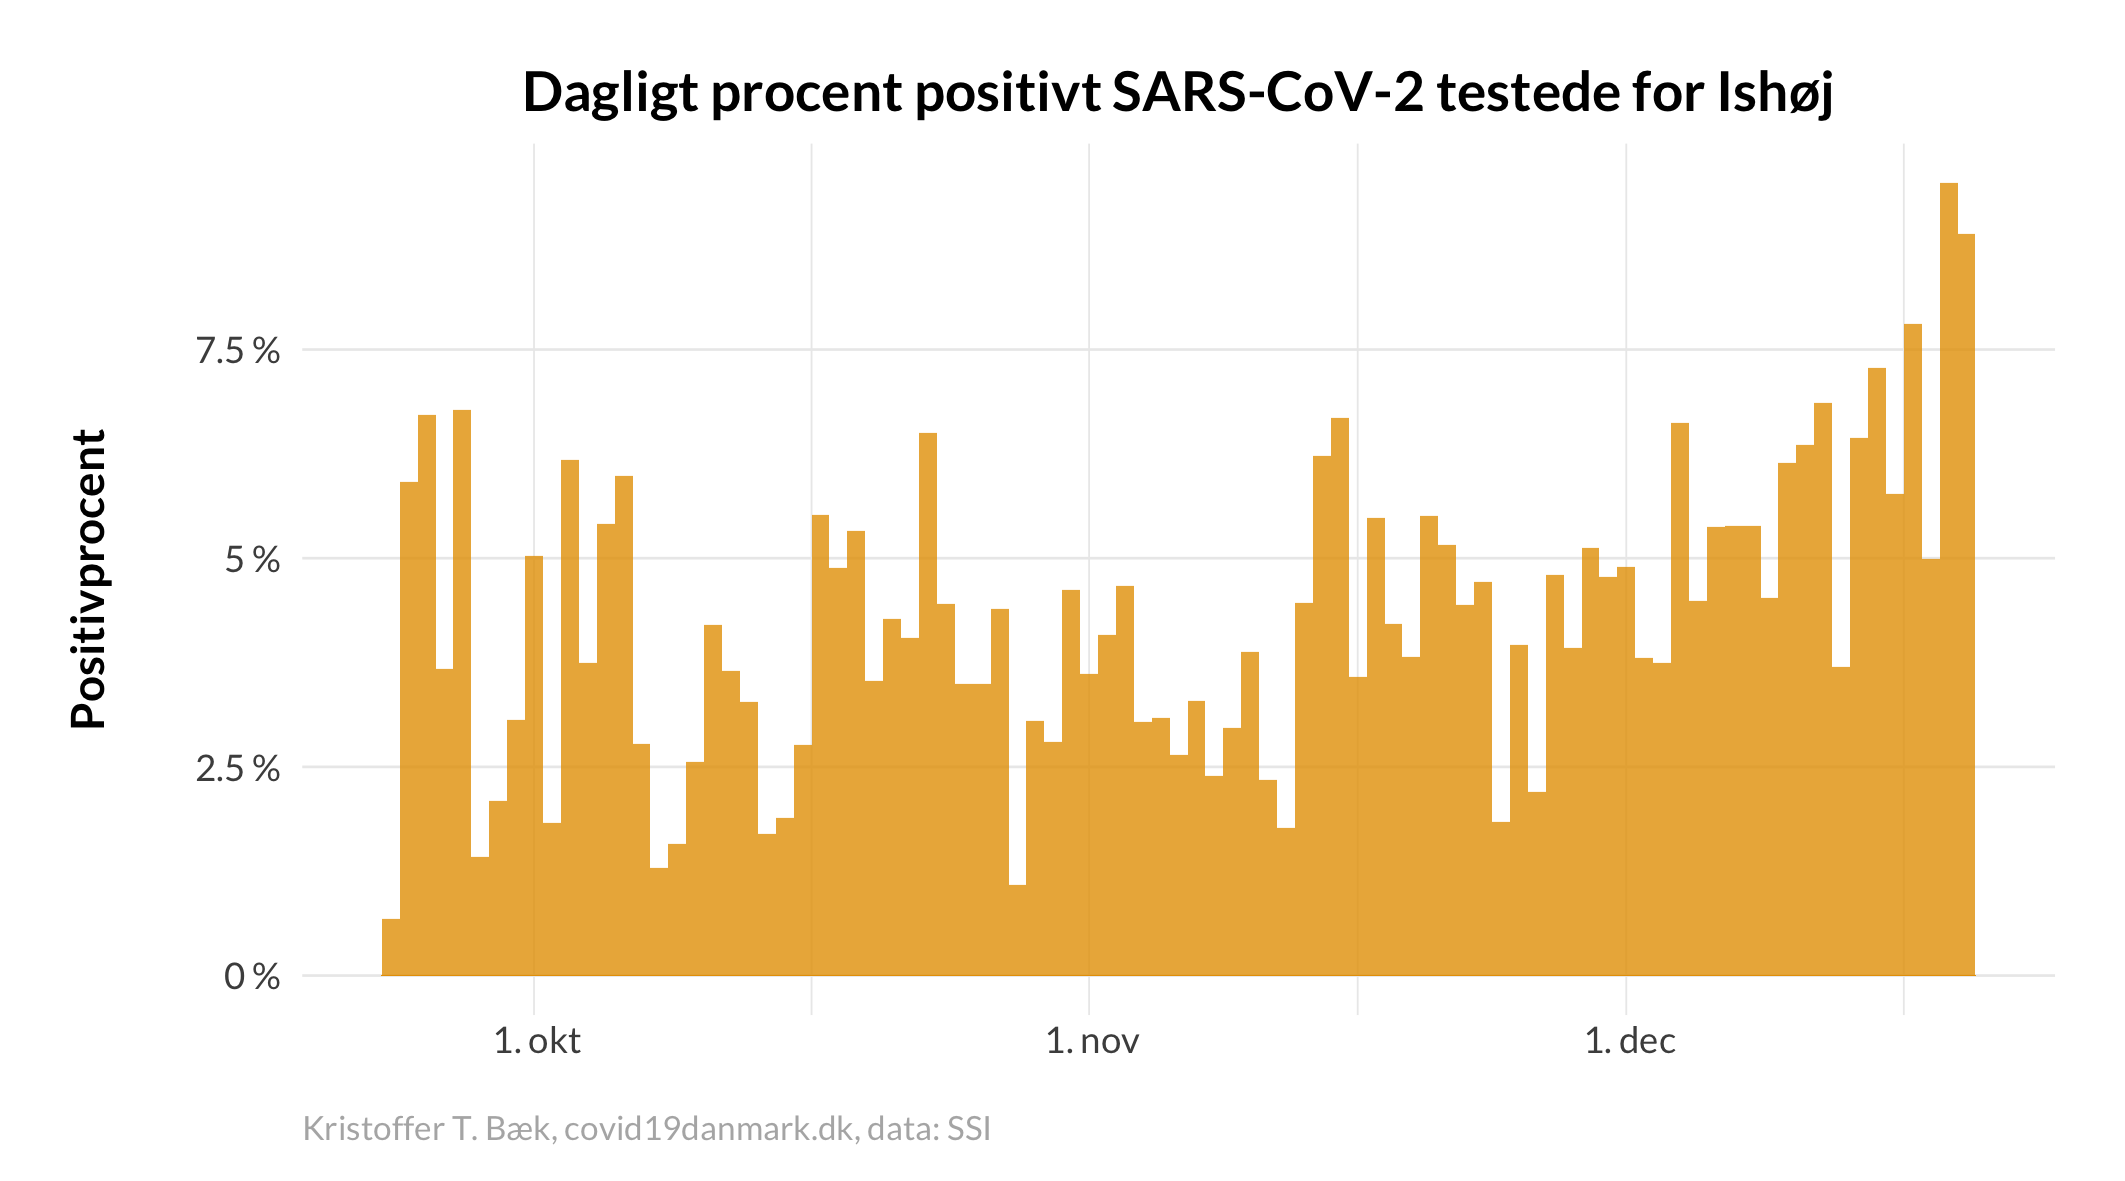 Dagligt procent positivt SARS-CoV-2 testede for Ishøj
Positivprocent
7.5 %
5 %
2.5 %
0 %
1. okt
1. nov
1. dec
Kristoffer T. Bæk, covid19danmark.dk, data: SSI